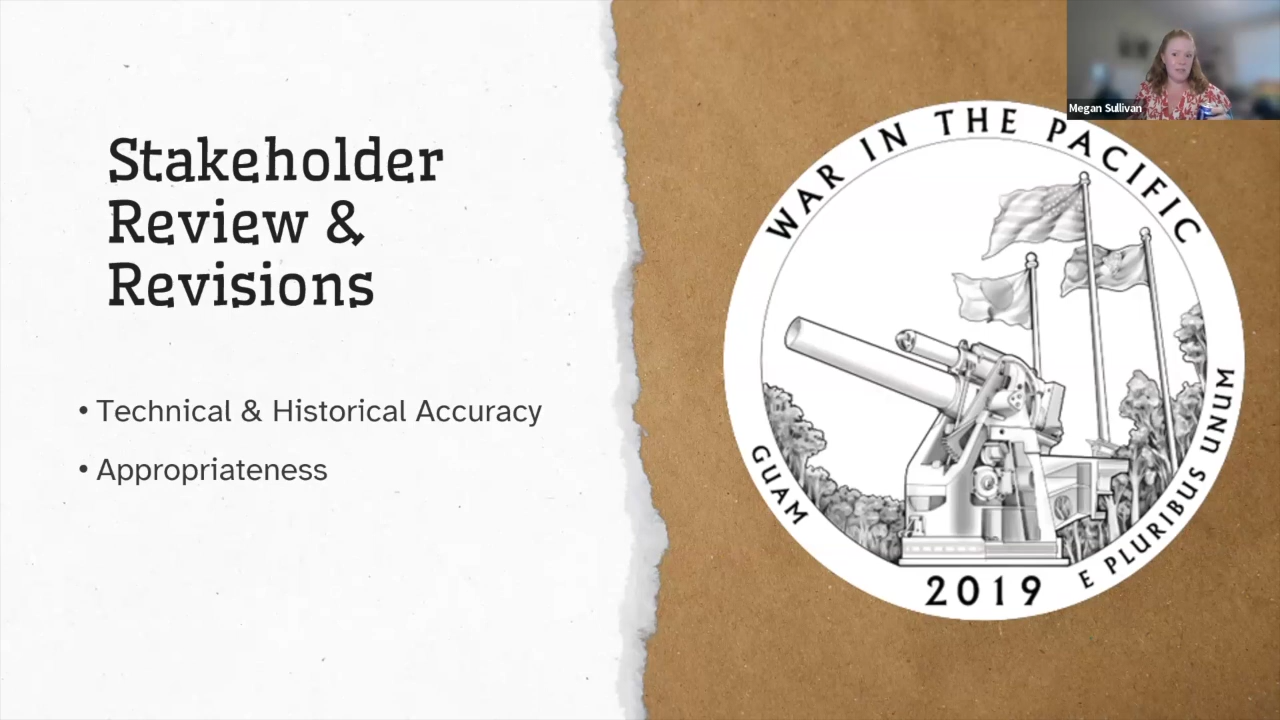 Stakeholder
Review &
Revisions
• Technical & Historical Accuracy
• Appropriateness
Megan Sullivan
WAR IN THE PACIFIC
GUAM
2019
E PLURIBUS UNUM